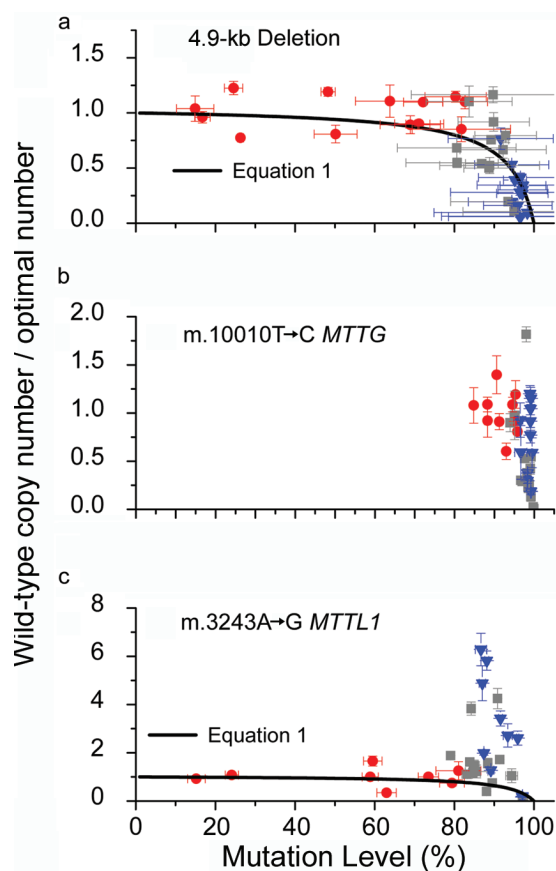 Wild-type copy number / optimal number
a
4.9-kb Deletion
1.5
1.0
0.5
0.0
Equation 1
b
m.10010T→C MTTG
2.0
1.5
1.0
0.5
0.0
c
m.3243A→G MTTL1
8
6
4
2
0
Equation 1
0 20 40 60 80 100
Mutation Level (%)